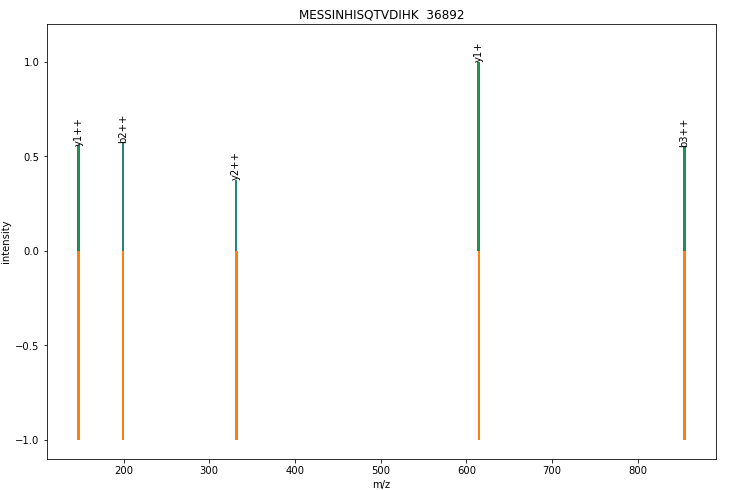 MESSINHISQTVDIHK  36892
y1+
y1++
b2++
b3++
y2++
1.0
0.5
0.0
−0.5
−1.0
intensity
200 300 400 500 600 700 800
m/z